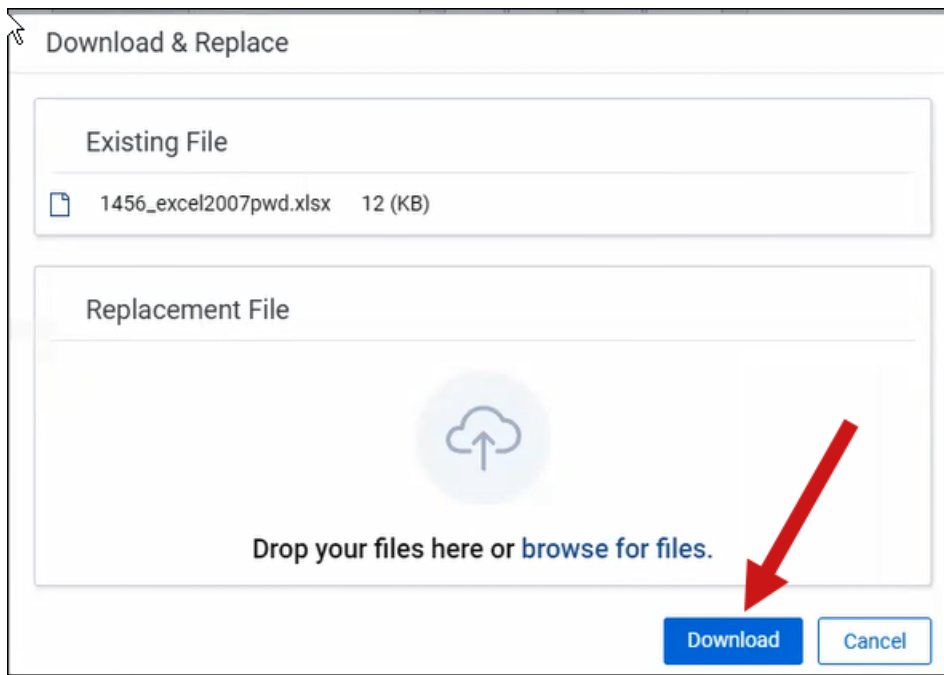 Download & Replace
Existing File
1456_excel2007pwd.xlsx 12 (KB)
Replacement File
Drop your files here or browse for files.
Download Cancel